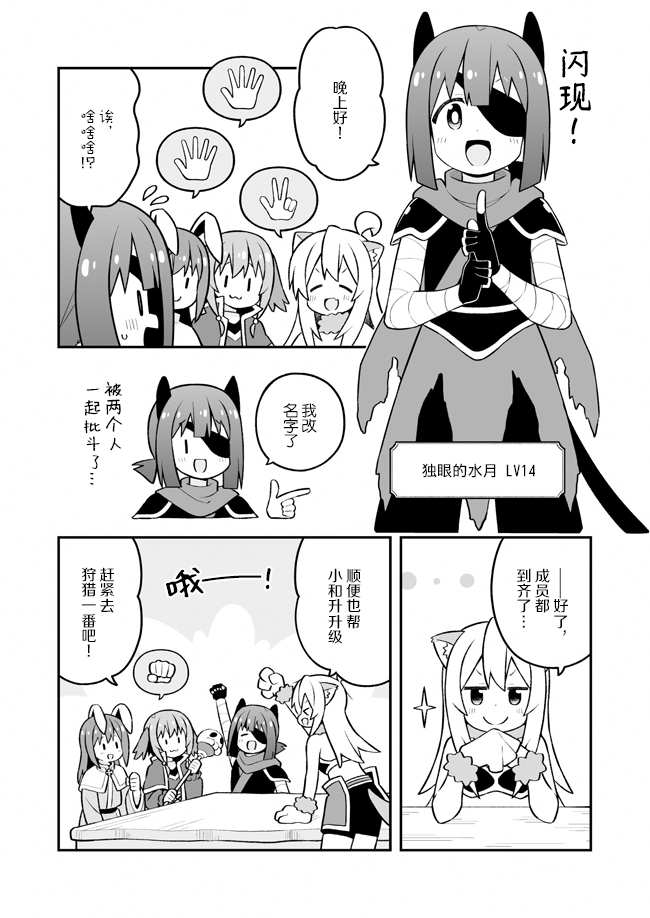 闪现！
晚上好！
诶，
啥啥啥！？
独眼的水月 LV14
我改
名字了
被两个人
一起批斗了…
——好了，
成员都
到齐了…
顺便也帮
小和升升级
哦——！
赶紧去
狩猎一番吧！